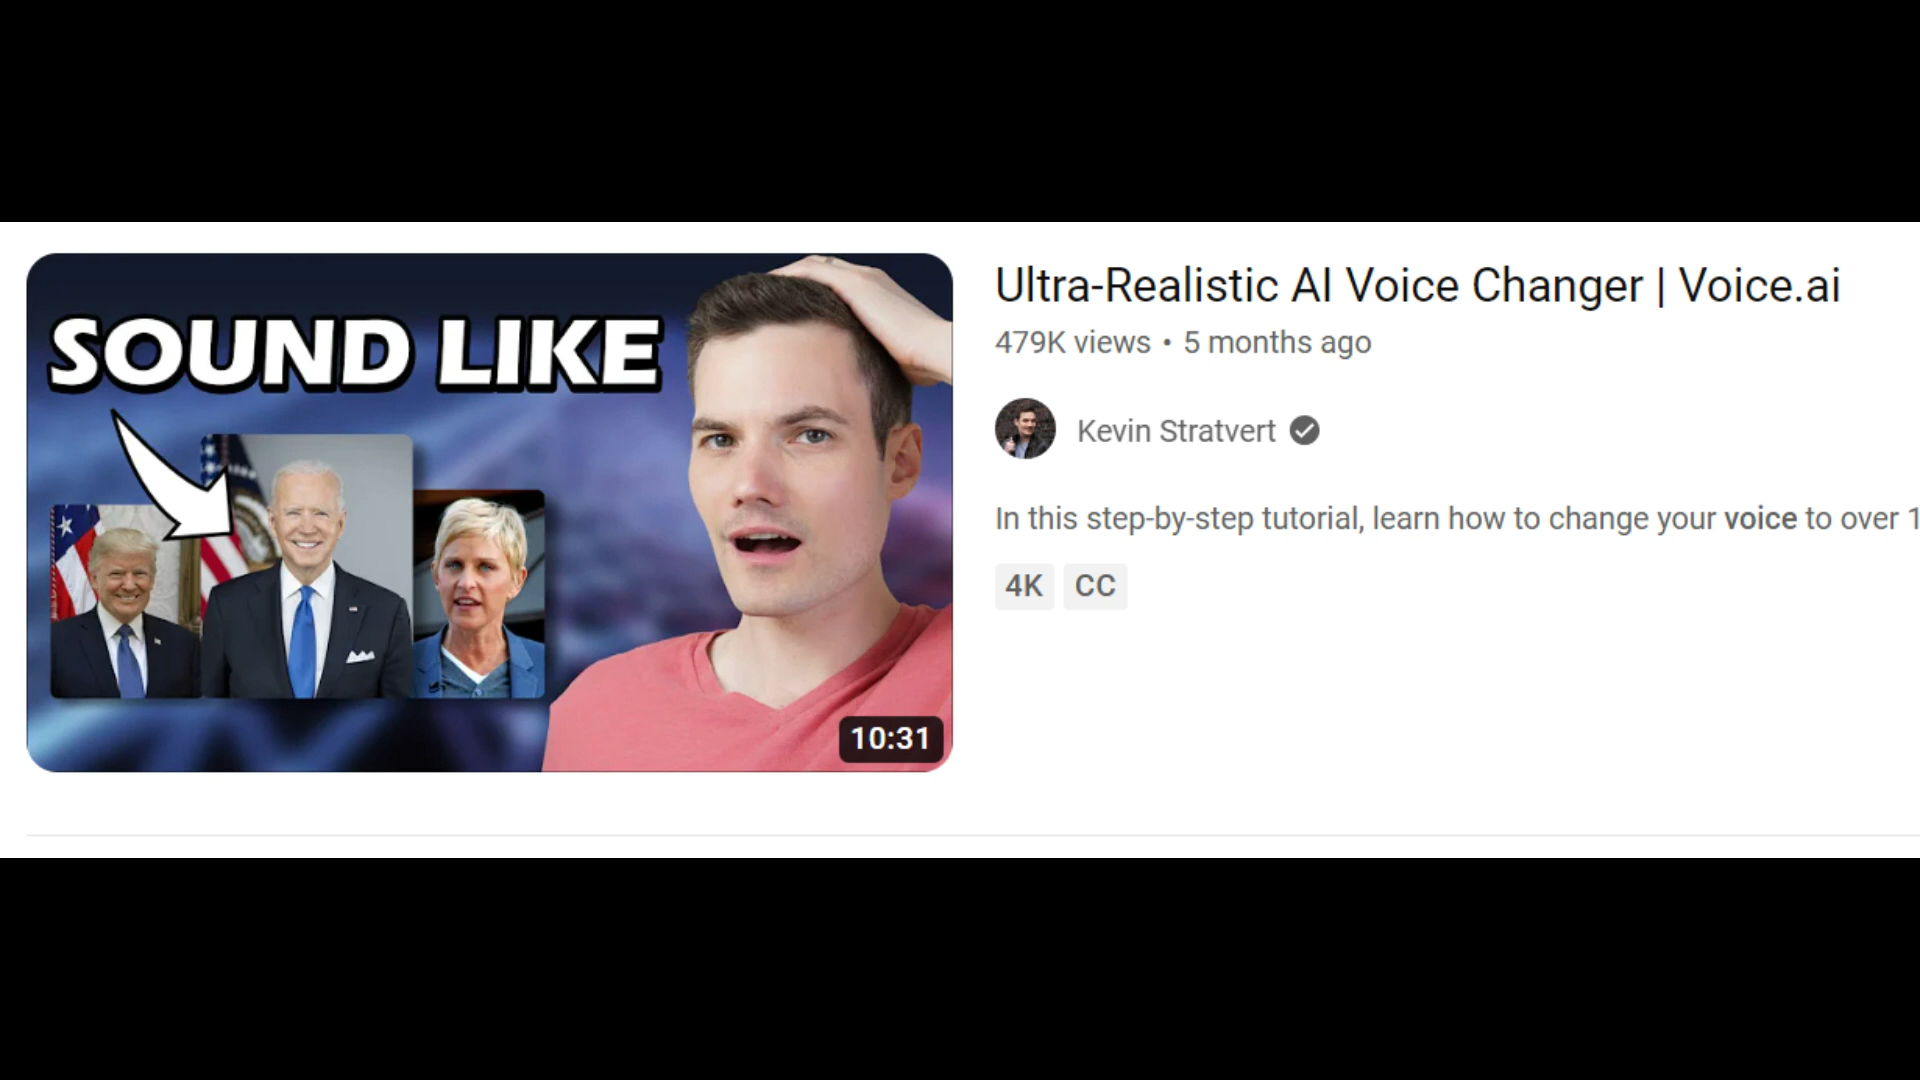 SOUND LIKE
10:31
Ultra-Realistic AI Voice Changer | Voice.ai
479K views • 5 months ago
Kevin Stratvert
In this step-by-step tutorial, learn how to change your voice to over 1
4K CC